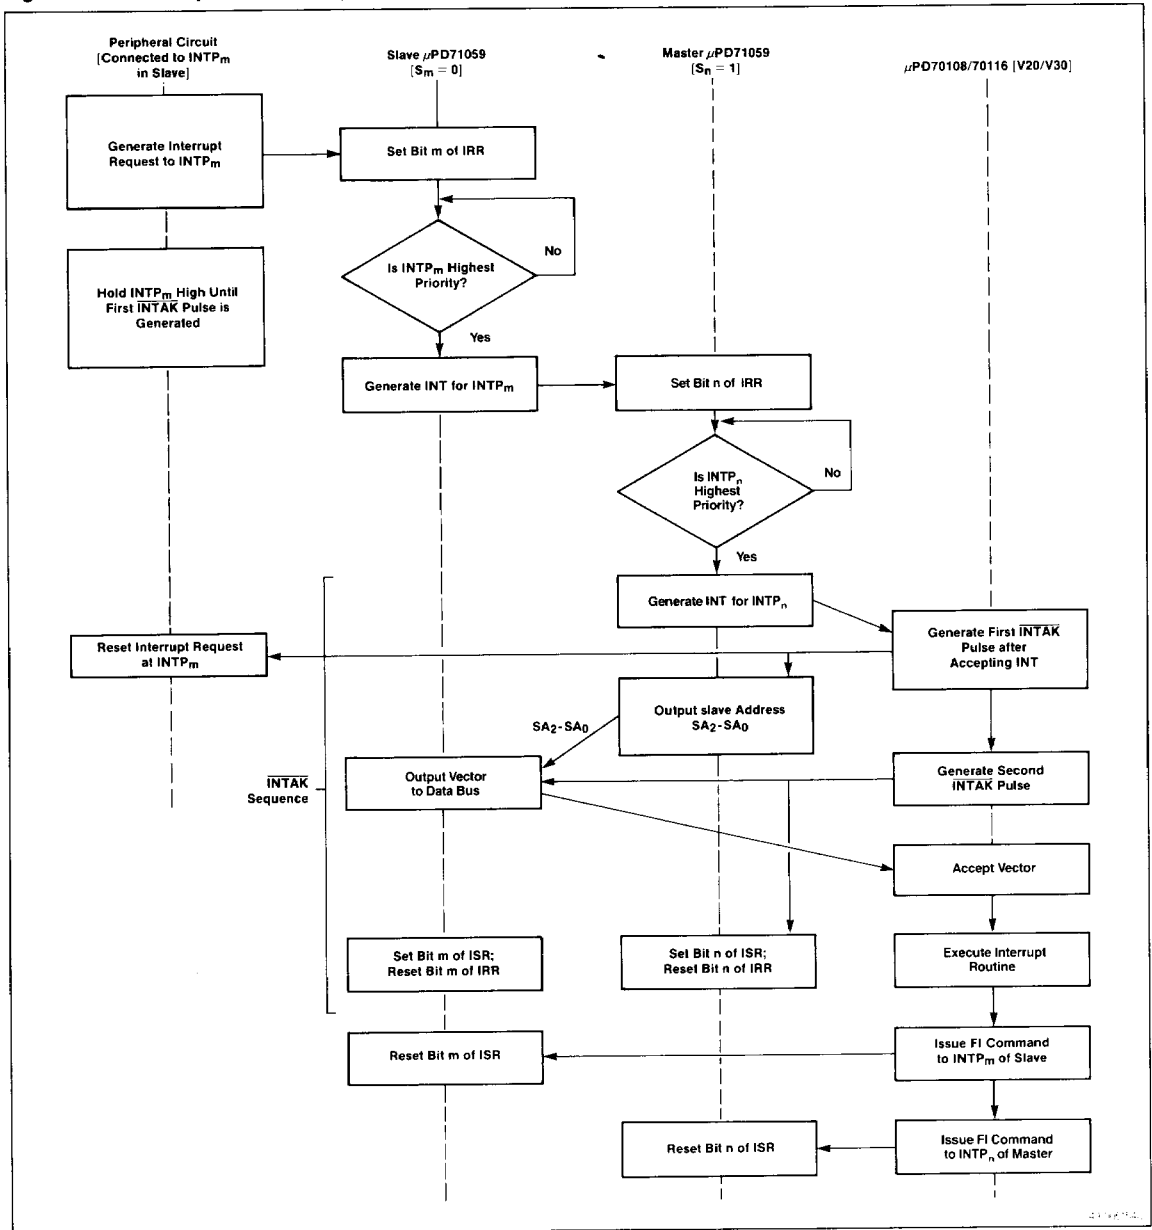 Peripheral Circuit
[Connected to INTPm
in Slave]
Slave μPD71059
[Sm = 0]
Master μPD71059
[Sn = 1]
μPD70108/70116 [V20/V30]
Generate Interrupt
Request to INTPm
Set Bit m of IRR
Is INTPm Highest
Priority?
No
Hold INTPm High Until
First INTAK Pulse is
Generated
Yes
Generate INT for INTPm
Set Bit n of IRR
Is INTPn
Highest
Priority?
No
Yes
Generate INT for INTPn
Generate First INTAK
Pulse after
Accepting INT
Reset Interrupt Request
at INTPm
Output slave Address
SA2-SA0
SA2-SA0
INTAK
Sequence
Output Vector
to Data Bus
Generate Second
INTAK Pulse
Accept Vector
Set Bit m of ISR;
Reset Bit m of IRR
Set Bit n of ISR;
Reset Bit n of IRR
Execute Interrupt
Routine
Reset Bit m of ISR
Issue FI Command
to INTPm of Slave
Reset Bit n of ISR
Issue FI Command
to INTPn of Master